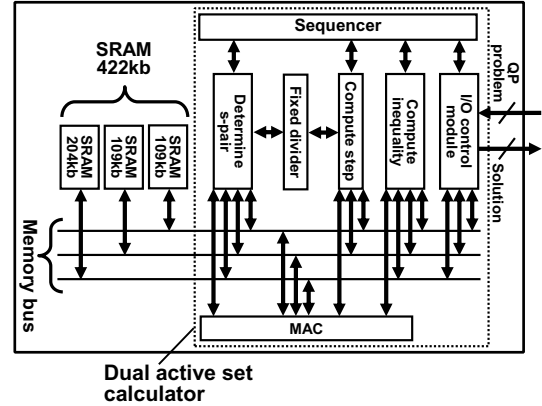 Sequencer
SRAM
422kb
SRAM
204kb
SRAM
109kb
SRAM
109kb
Determine
s-pair
Fixed divider
Compute step
Compute
inequality
I/O control
module
QP
problem
Solution
Memory
bus
MAC
Dual active set
calculator